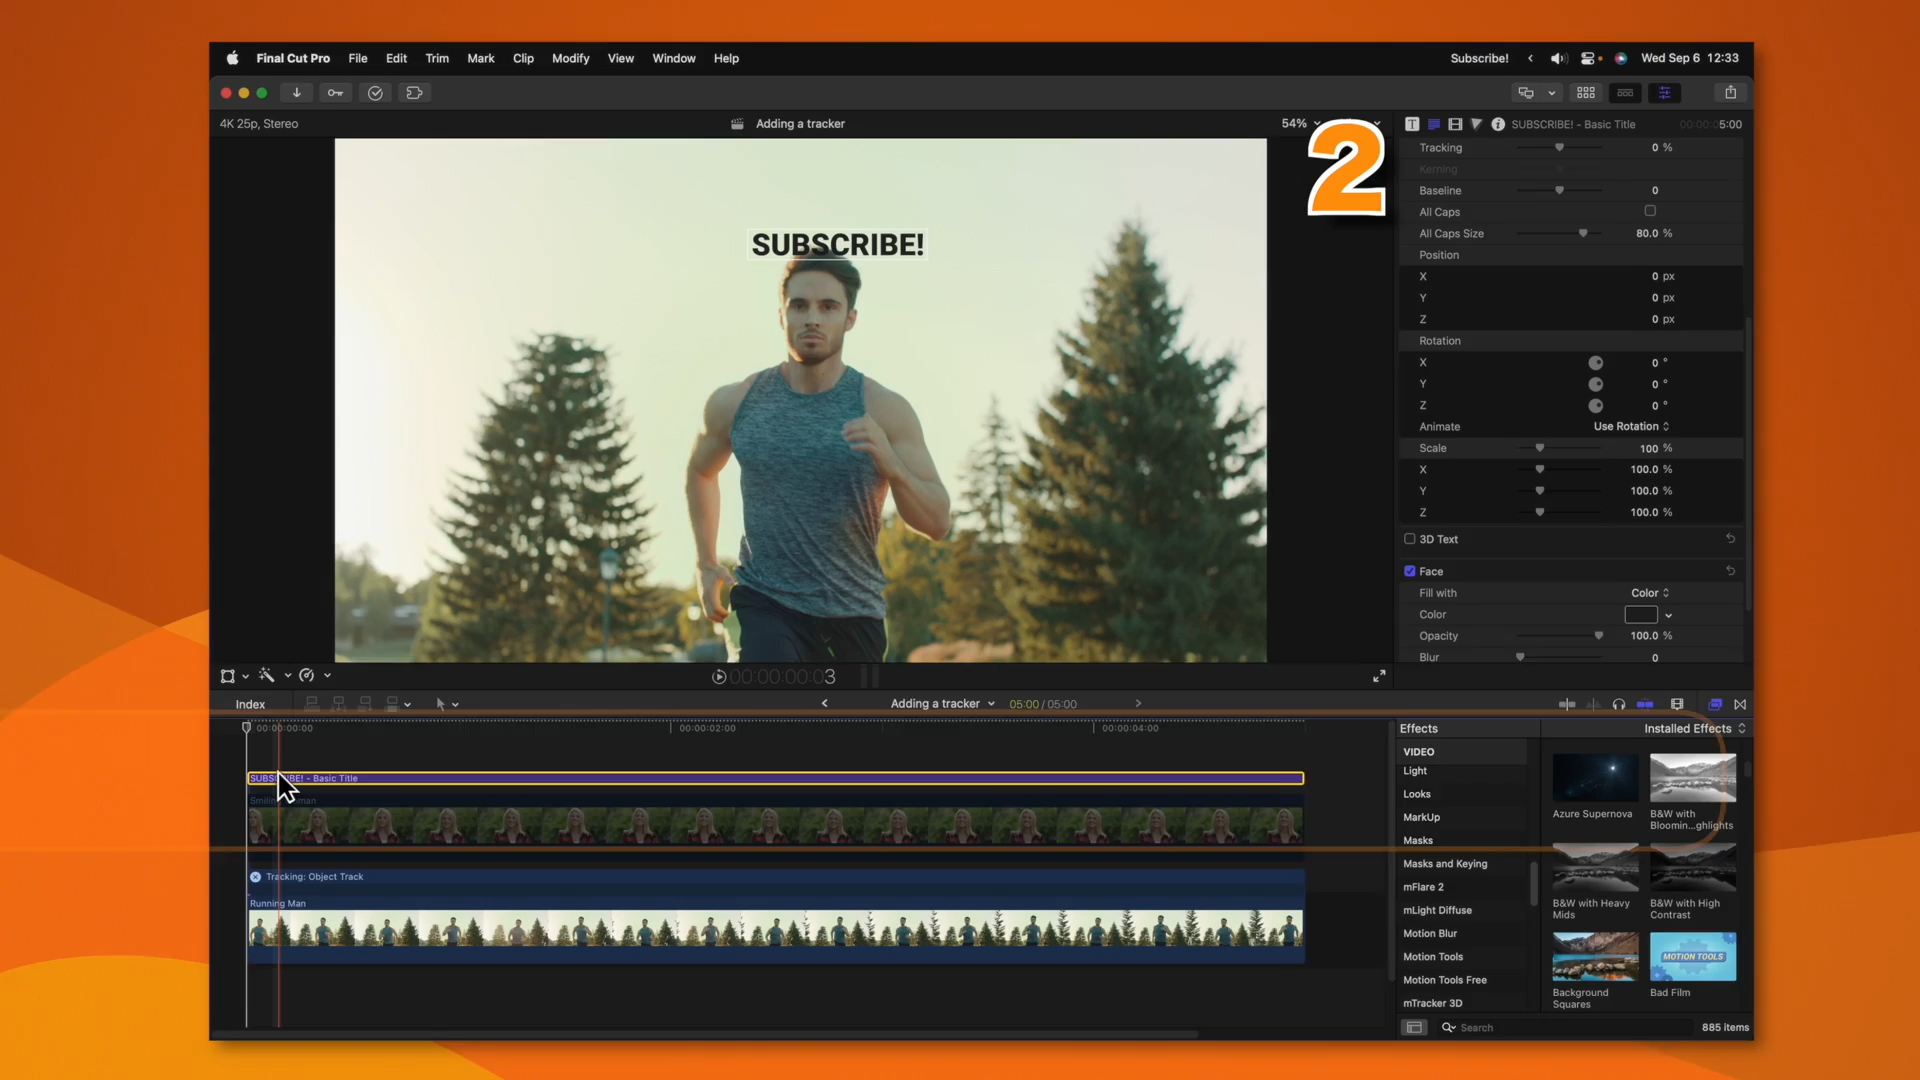 Final Cut Pro File Edit Trim Mark Clip Modify View Window Help
Subscribe! Wed Sep 6 12:33
4K 25p, Stereo
Adding a tracker
54%
2
SUBSCRIBE! - Basic Title
00:00:05:00
SUBSCRIBE!
Tracking 0 %
Kerning
Baseline 0
All Caps
All Caps Size 80.0 %
Position
X 0 px
Y 0 px
Z 0 px
Rotation
X 0 °
Y 0 °
Z 0 °
Animate Use Rotation
Scale 100 %
X 100.0 %
Y 100.0 %
Z 100.0 %
3D Text
Face
Fill with Color
Color
Opacity 100.0 %
Blur 0
00:00:00:03
Index
Adding a tracker
05:00 / 05:00
00:00:00:00
00:00:02:00
00:00:04:00
SUBSCRIBE! - Basic Title
Tracking: Object Track
Running Man
Effects Installed Effects
VIDEO
Light
Looks
MarkUp
Masks
Masks and Keying
mFlare 2
mLight Diffuse
Motion Blur
Motion Tools
Motion Tools Free
mTracker 3D
Azure Supernova
B&W with
Bloomin...ghlights
B&W with Heavy
Mids
B&W with High
Contrast
Background
Squares
MOTION TOOLS
Bad Film
Search
885 items